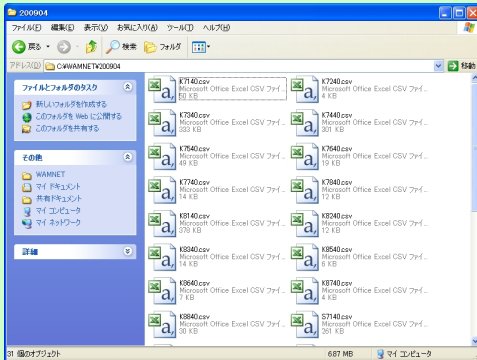 200904
ファイル(F) 編集(E) 表示(V) お気に入り(A) ツール(T) ヘルプ(H)
戻る 検索 フォルダ
アドレス(D) C:¥WAMNET¥200904 移動
ファイルとフォルダのタスク
新しいフォルダを作成する
このフォルダを Web に公開する
このフォルダを共有する
その他
WAMNET
マイ ドキュメント
共有ドキュメント
マイ コンピュータ
マイ ネットワーク
詳細
K7140.csv
Microsoft Office Excel CSV ファイ...
50 KB
K7240.csv
Microsoft Office Excel CSV ファイ...
4 KB
K7340.csv
Microsoft Office Excel CSV ファイ...
333 KB
K7440.csv
Microsoft Office Excel CSV ファイ...
301 KB
K7540.csv
Microsoft Office Excel CSV ファイ...
49 KB
K7640.csv
Microsoft Office Excel CSV ファイ...
19 KB
K7740.csv
Microsoft Office Excel CSV ファイ...
14 KB
K7840.csv
Microsoft Office Excel CSV ファイ...
12 KB
K8140.csv
Microsoft Office Excel CSV ファイ...
378 KB
K8240.csv
Microsoft Office Excel CSV ファイ...
12 KB
K8340.csv
Microsoft Office Excel CSV ファイ...
14 KB
K8540.csv
Microsoft Office Excel CSV ファイ...
6 KB
K8640.csv
Microsoft Office Excel CSV ファイ...
7 KB
K8740.csv
Microsoft Office Excel CSV ファイ...
4 KB
K8840.csv
Microsoft Office Excel CSV ファイ...
30 KB
S7140.csv
Microsoft Office Excel CSV ファイ...
261 KB
31 個のオブジェクト 6.87 MB マイ コンピュータ